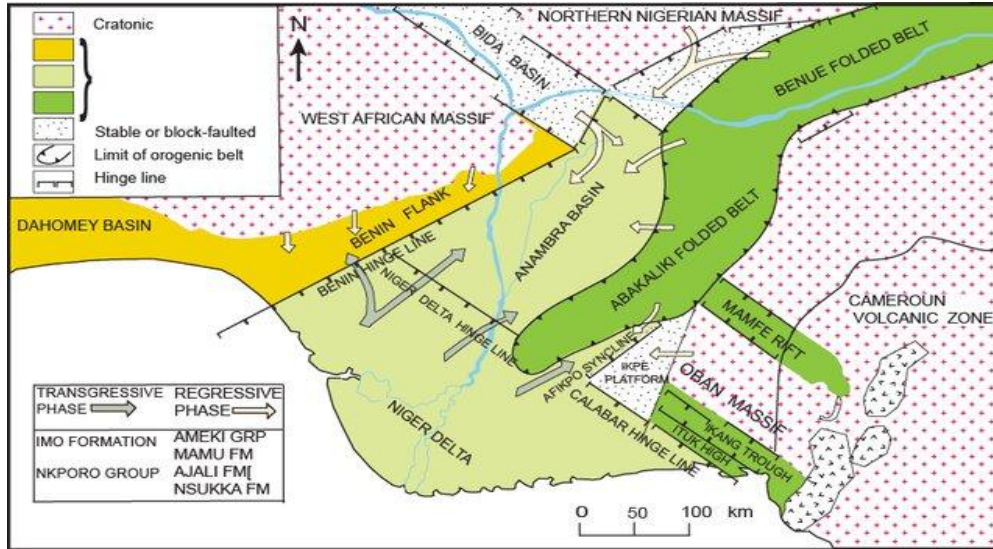 Cratonic
Stable or block-faulted
Limit of orogenic belt
Hinge line
N
NORTHERN NIGERIAN MASSIF
BIDA BASIN
BENUE FOLDED BELT
WEST AFRICAN MASSIF
DAHOMEY BASIN
BENIN FLANK
BENIN HINGE LINE
NIGER DELTA HINGE LINE
ANAMBRA BASIN
ABAKALIKI FOLDED BELT
CAMEROUN
VOLCANIC ZONE
MAMFE RIFT
AFIKPO SYNCLINE
IKPE
PLATFORM
OBAN MASSIF
CALABAR HINGE LINE
IKANG TROUGH
ITUK HIGH
NIGER DELTA
TRANSGRESSIVE
PHASE
REGRESSIVE
PHASE
IMO FORMATION
NKPORO GROUP
AMEKI GRP
MAMU FM
AJALI FM[
NSUKKA FM
0 50 100 km